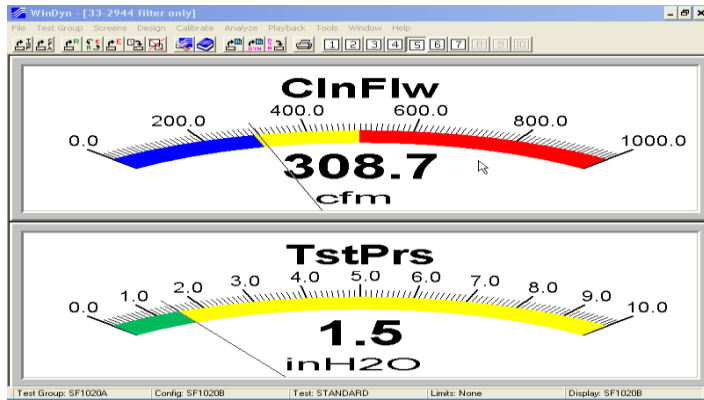 WinDyn - [33-2944 filter only]
File Test Group Screens Design Calibrate Analyze Playback Tools Window Help
1 2 3 4 5 6 7 8 9 10
ClnFlw
0.0 200.0 400.0 600.0 800.0 1000.0
308.7
cfm
TstPrs
0.0 1.0 2.0 3.0 4.0 5.0 6.0 7.0 8.0 9.0 10.0
1.5
inH2O
Test Group: SF1020A Config: SF1020B Test: STANDARD Limits: None Display: SF1020B